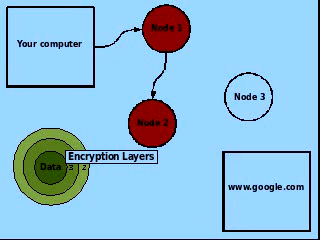 Your computer
Node 1
Node 3
Node 2
Encryption Layers
Data 3 2
www.google.com